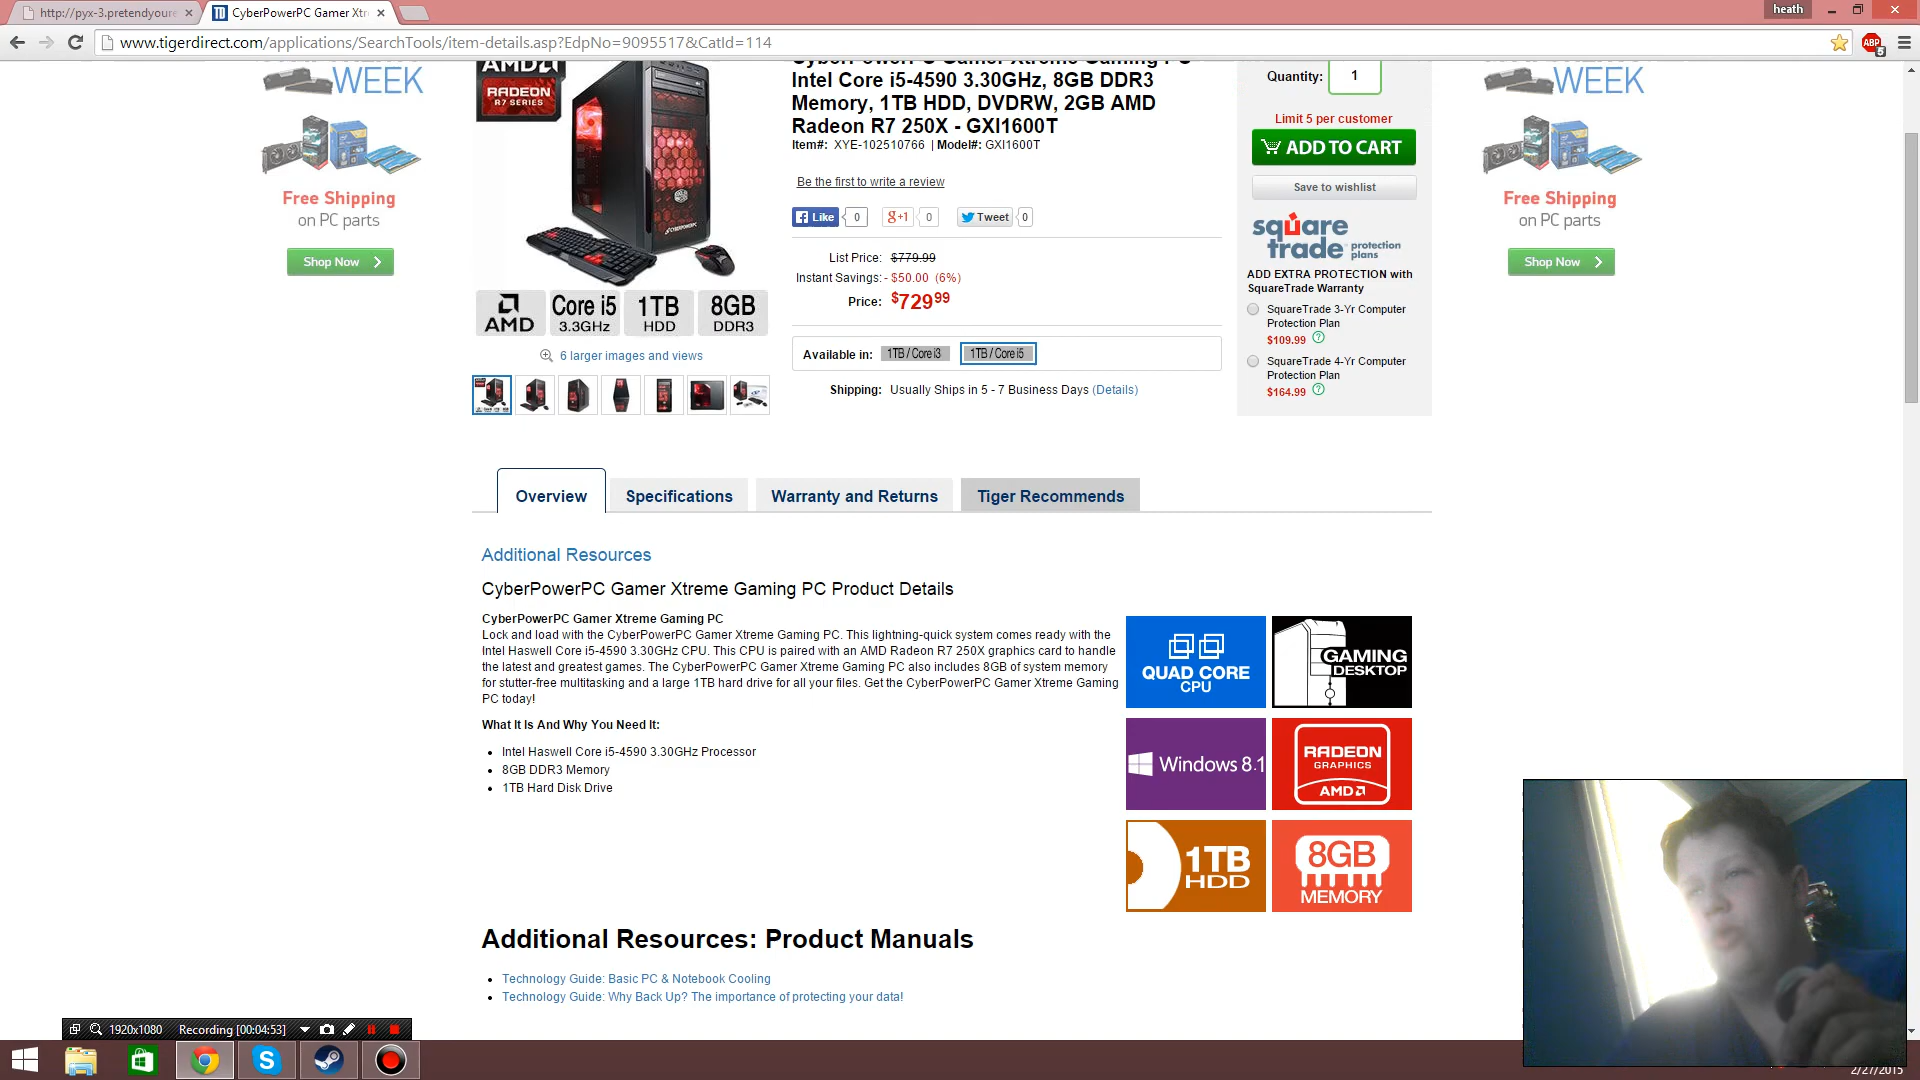 http://pyx-3.pretendyoure
CyberPowerPC Gamer Xtr
heath
www.tigerdirect.com/applications/SearchTools/item-details.asp?EdpNo=9095517&CatId=114
ABP
5
WEEK
Free Shipping
on PC parts
Shop Now
AMD
RADEON
R7 SERIES
CYBERPOWERPC
AMD
Core i5
3.3GHz
1TB
HDD
8GB
DDR3
6 larger images and views
CyberPowerPC Gamer Xtreme Gaming PC
Intel Core i5-4590 3.30GHz, 8GB DDR3
Memory, 1TB HDD, DVDRW, 2GB AMD
Radeon R7 250X - GXI1600T
Item#: XYE-102510766 | Model#: GXI1600T
Be the first to write a review
Like 0 g+1 0 Tweet 0
List Price: $779.99
Instant Savings: - $50.00 (6%)
Price: $729.99
Available in: 1TB / Core i3 1TB / Core i5
Shipping: Usually Ships in 5 - 7 Business Days (Details)
Quantity: 1
Limit 5 per customer
ADD TO CART
Save to wishlist
square
trade protection
plans
ADD EXTRA PROTECTION with
SquareTrade Warranty
SquareTrade 3-Yr Computer
Protection Plan
$109.99
SquareTrade 4-Yr Computer
Protection Plan
$164.99
WEEK
Free Shipping
on PC parts
Shop Now
Overview Specifications Warranty and Returns Tiger Recommends
Additional Resources
CyberPowerPC Gamer Xtreme Gaming PC Product Details
CyberPowerPC Gamer Xtreme Gaming PC
Lock and load with the CyberPowerPC Gamer Xtreme Gaming PC. This lightning-quick system comes ready with the
Intel Haswell Core i5-4590 3.30GHz CPU. This CPU is paired with an AMD Radeon R7 250X graphics card to handle
the latest and greatest games. The CyberPowerPC Gamer Xtreme Gaming PC also includes 8GB of system memory
for stutter-free multitasking and a large 1TB hard drive for all your files. Get the CyberPowerPC Gamer Xtreme Gaming
PC today!
What It Is And Why You Need It:
Intel Haswell Core i5-4590 3.30GHz Processor
8GB DDR3 Memory
1TB Hard Disk Drive
QUAD CORE
CPU
GAMING
DESKTOP
Windows 8.1
RADEON
GRAPHICS
AMD
1TB
HDD
8GB
MEMORY
Additional Resources: Product Manuals
Technology Guide: Basic PC & Notebook Cooling
Technology Guide: Why Back Up? The importance of protecting your data!
1920x1080 Recording [00:04:53]
2/27/2015